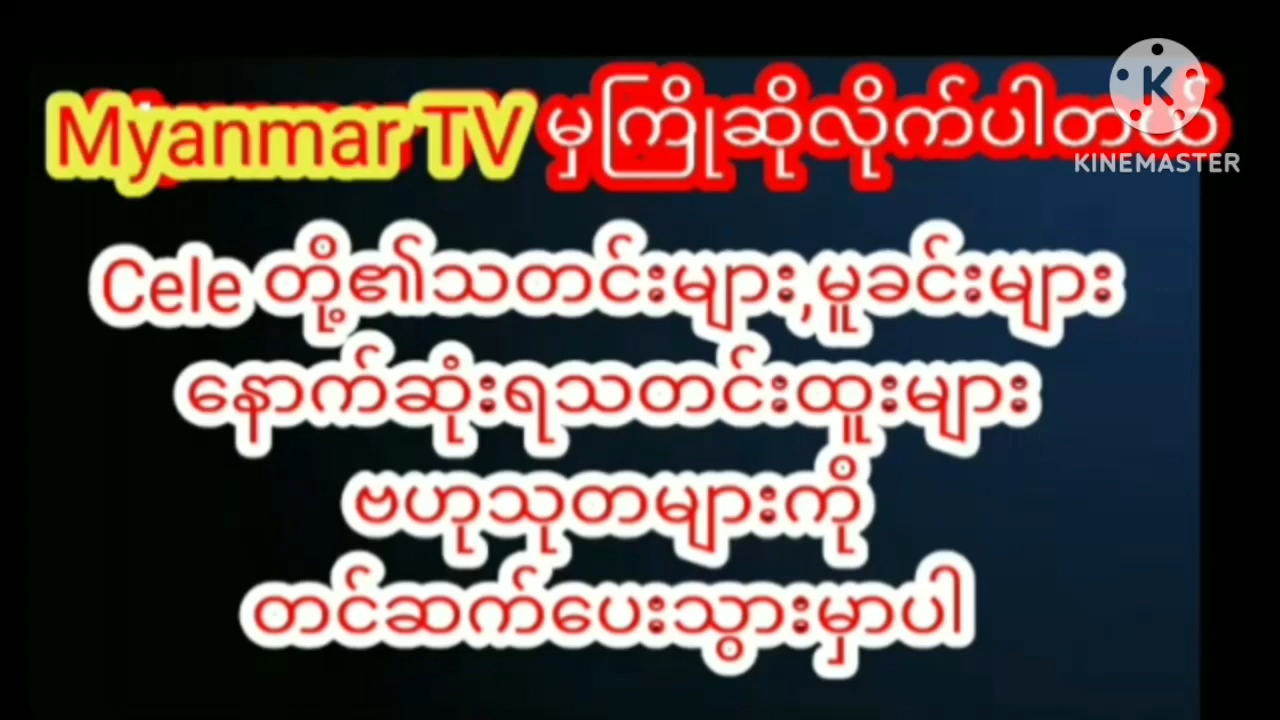 Myanmar TV မှကြိုဆိုလိုက်ပါတယ်
K
KINEMASTER
Cele တို့၏သတင်းများ,မူခင်းများ
နောက်ဆုံးရသတင်းထူးများ
ဗဟုသုတများကို
တင်ဆက်ပေးသွားမှာပါ